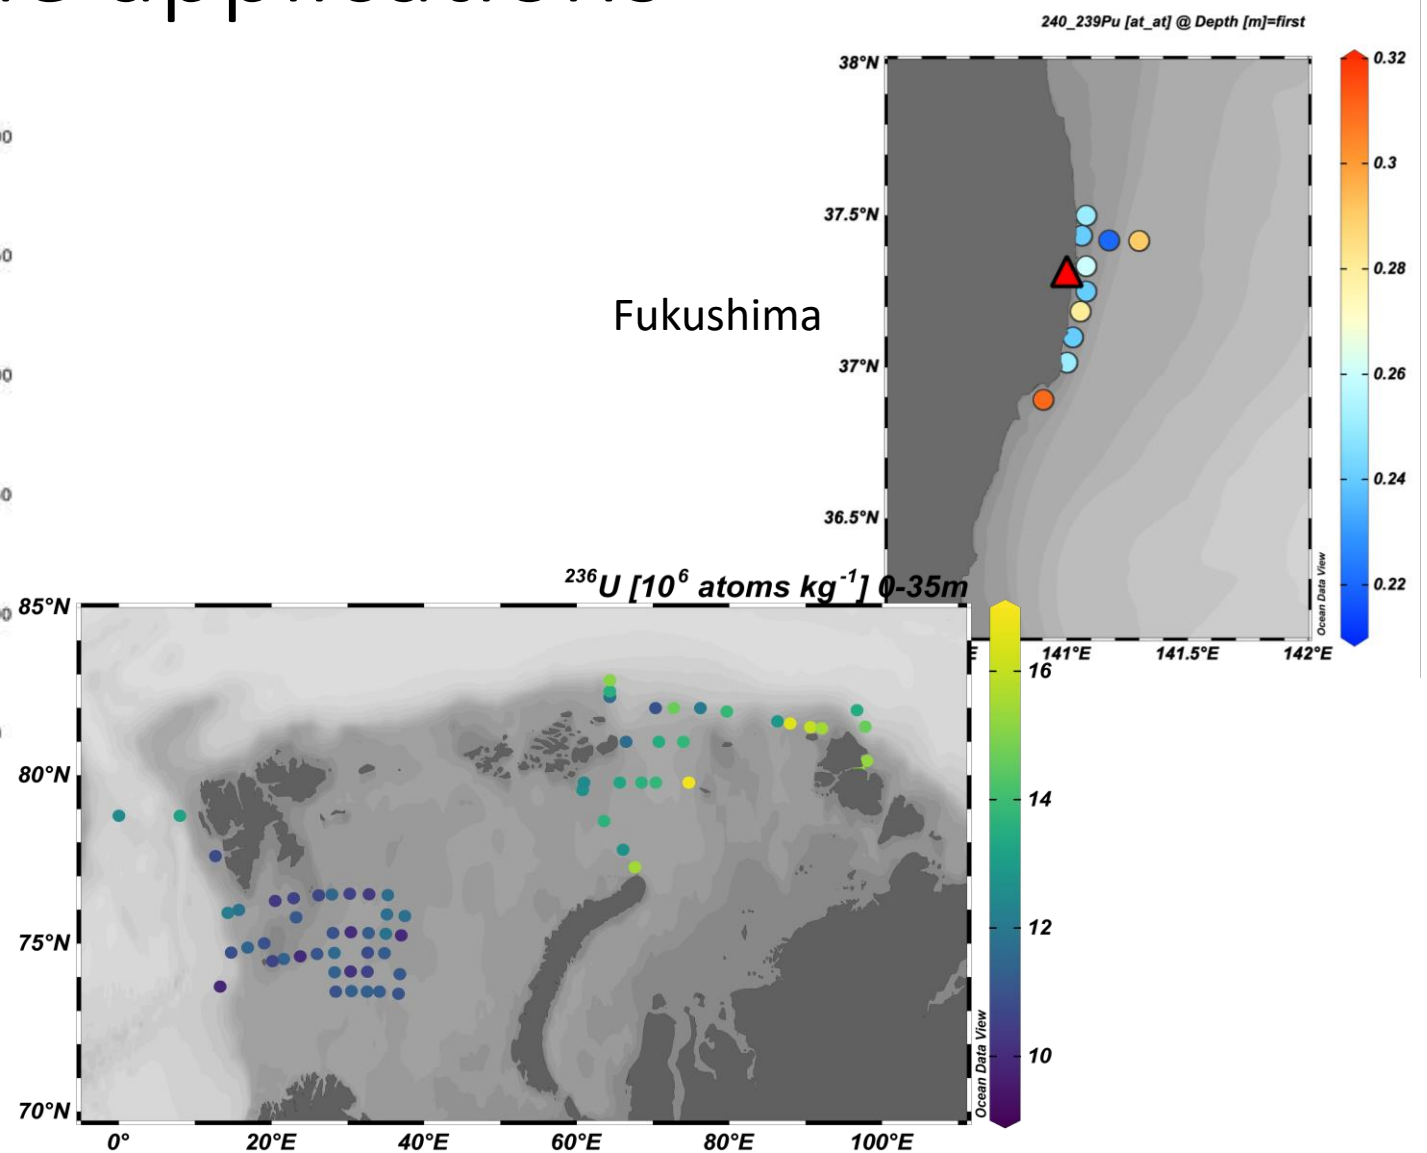 applications
240_239Pu [at_at] @ Depth [m]=first
38°N
37.5°N
37°N
36.5°N
0.32
0.3
0.28
0.26
0.24
0.22
Fukushima
Ocean Data View
141°E
141.5°E
142°E
²³⁶U [10⁶ atoms kg⁻¹] 0-35m
85°N
80°N
75°N
70°N
16
14
12
10
Ocean Data View
0°
20°E
40°E
60°E
80°E
100°E